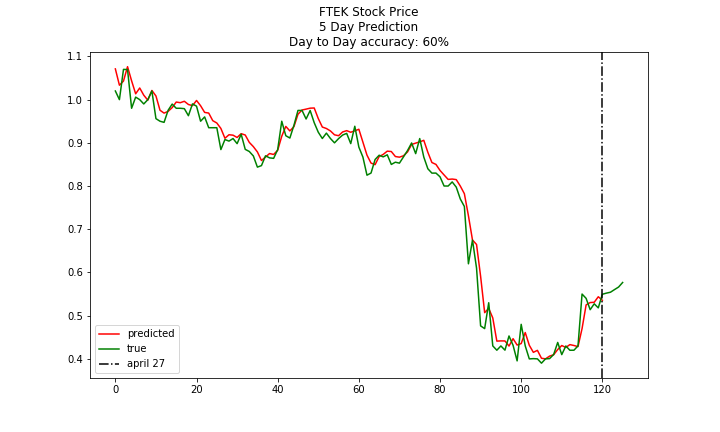 FTEK Stock Price
5 Day Prediction
Day to Day accuracy: 60%
1.1
1.0
0.9
0.8
0.7
0.6
0.5
0.4
predicted
true
april 27
0 20 40 60 80 100 120